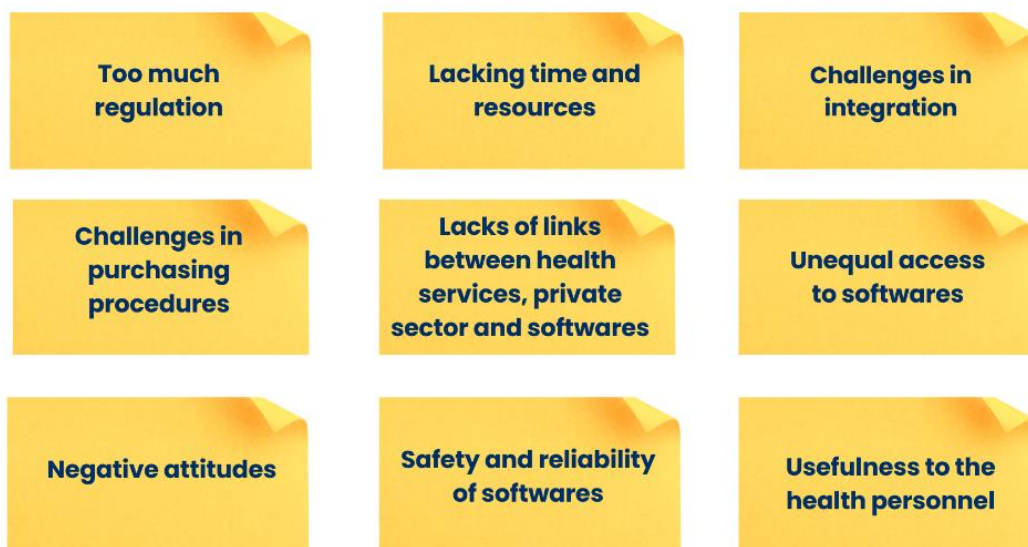 Too much
regulation
Lacking time and
resources
Challenges in
integration
Challenges in
purchasing
procedures
Lacks of links
between health
services, private
sector and softwares
Unequal access
to softwares
Negative attitudes
Safety and reliability
of softwares
Usefulness to the
health personnel